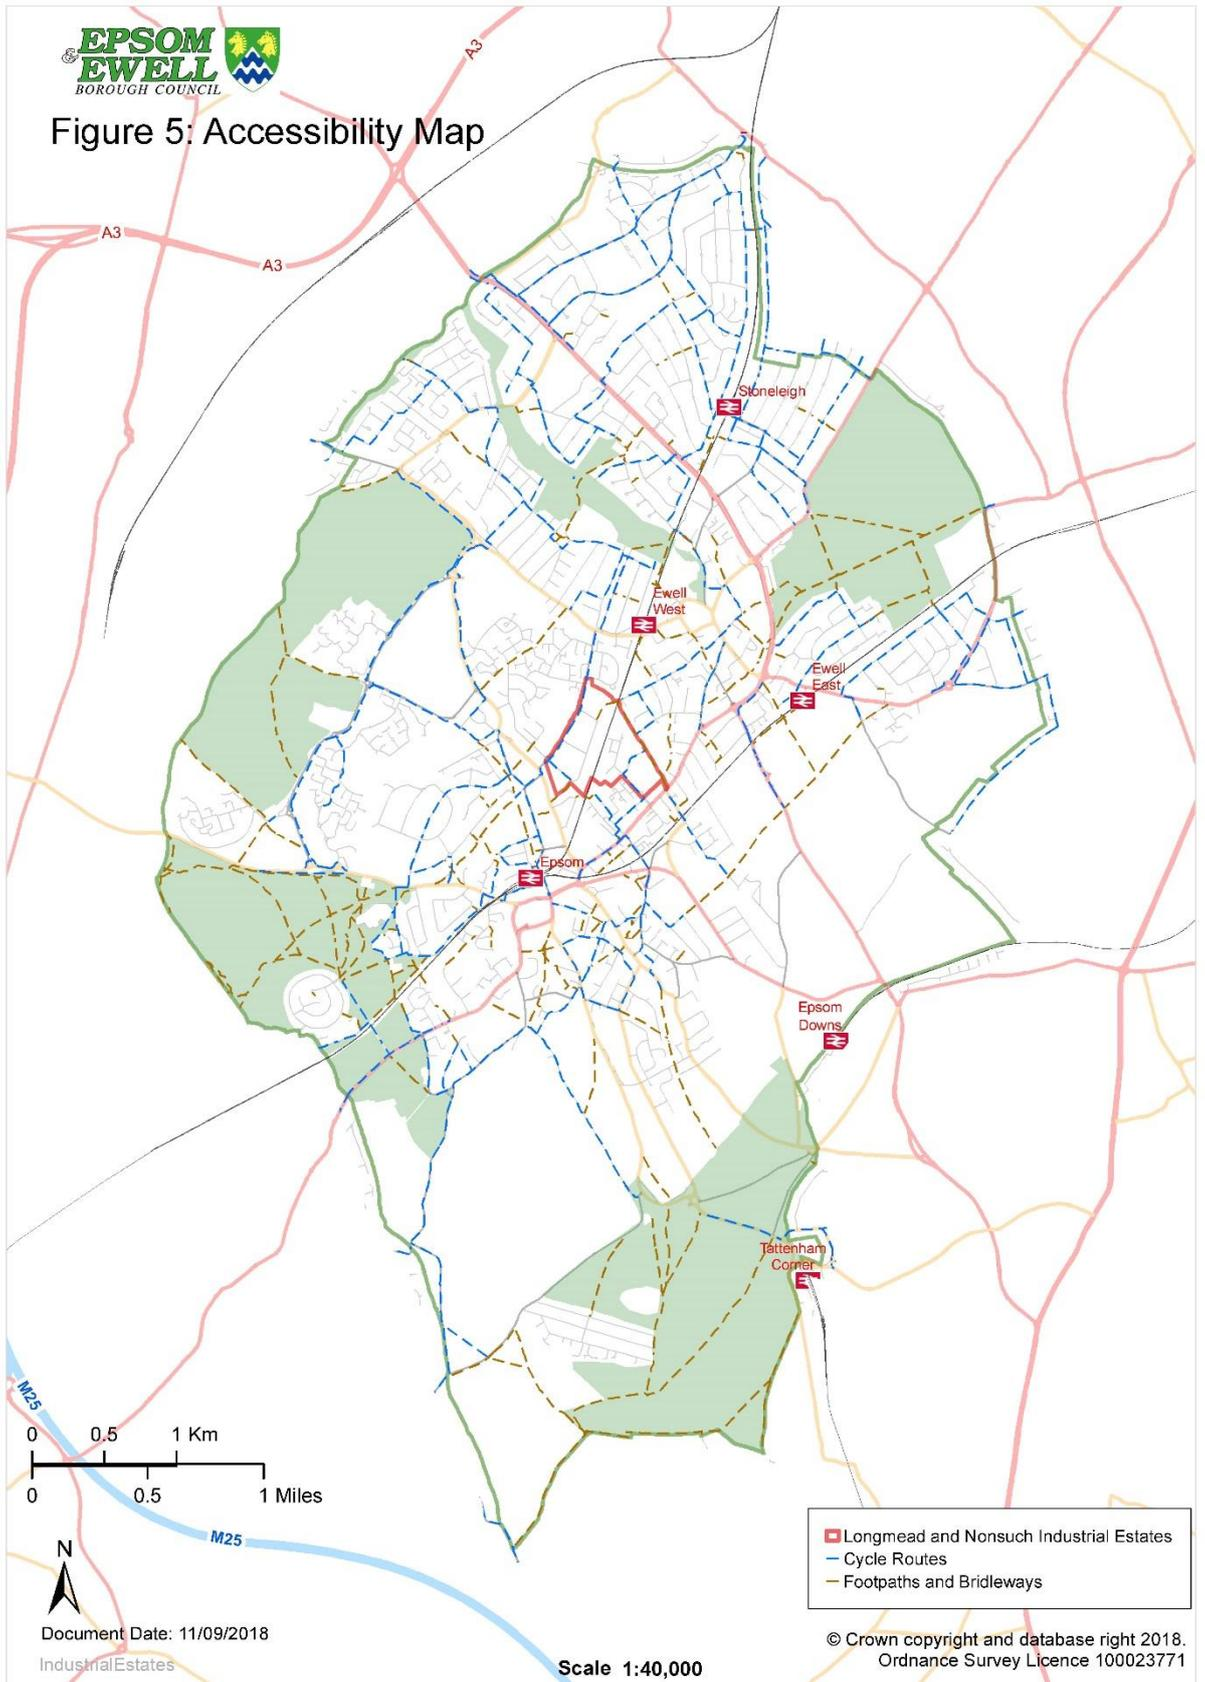 EPSOM
& EWELL
BOROUGH COUNCIL
Figure 5: Accessibility Map
A3
A3
A3
Stoneleigh
Ewell
West
Ewell
East
Epsom
Epsom
Downs
Tattenham
Corner
M25
M25
0 0.5 1 Km
0 0.5 1 Miles
N
Document Date: 11/09/2018
IndustrialEstates
Scale 1:40,000
Longmead and Nonsuch Industrial Estates
Cycle Routes
Footpaths and Bridleways
© Crown copyright and database right 2018.
Ordnance Survey Licence 100023771